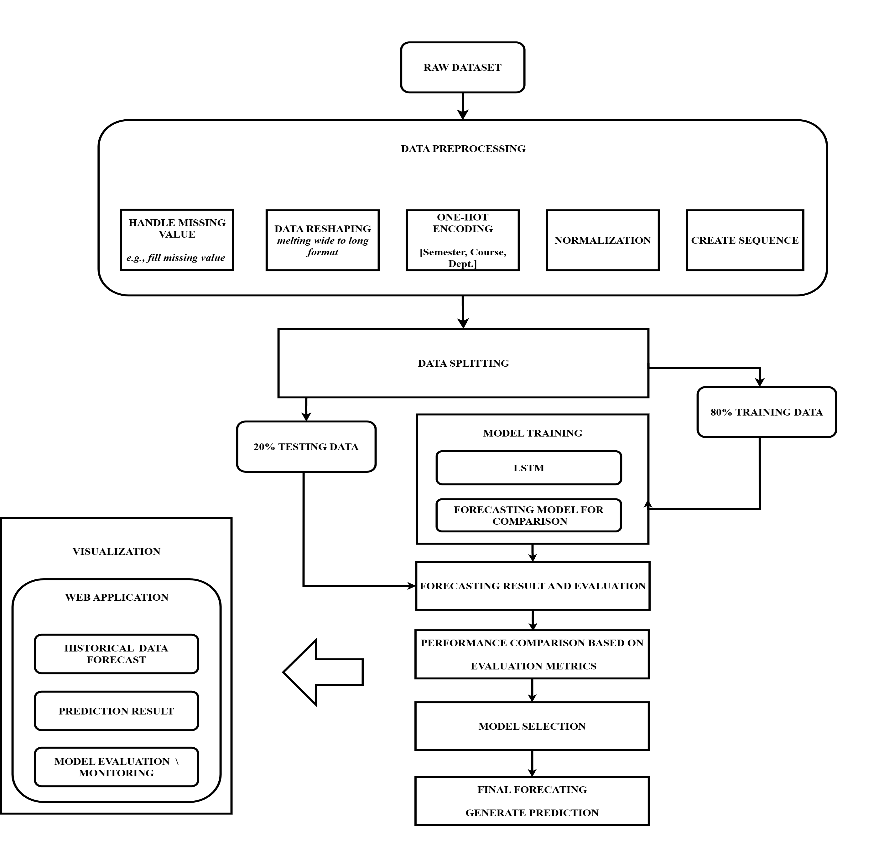 RAW DATASET
DATA PREPROCESSING
HANDLE MISSING
VALUE
e.g., fill missing value
DATA RESHAPING
melting wide to long
format
ONE-HOT
ENCODING
[Semester, Course,
Dept.]
NORMALIZATION
CREATE SEQUENCE
DATA SPLITTING
80% TRAINING DATA
20% TESTING DATA
MODEL TRAINING
LSTM
FORECASTING MODEL FOR
COMPARISON
FORECASTING RESULT AND EVALUATION
PERFORMANCE COMPARISON BASED ON
EVALUATION METRICS
MODEL SELECTION
FINAL FORECATING
GENERATE PREDICTION
VISUALIZATION
WEB APPLICATION
HISTORICAL DATA
FORECAST
PREDICTION RESULT
MODEL EVALUATION \
MONITORING